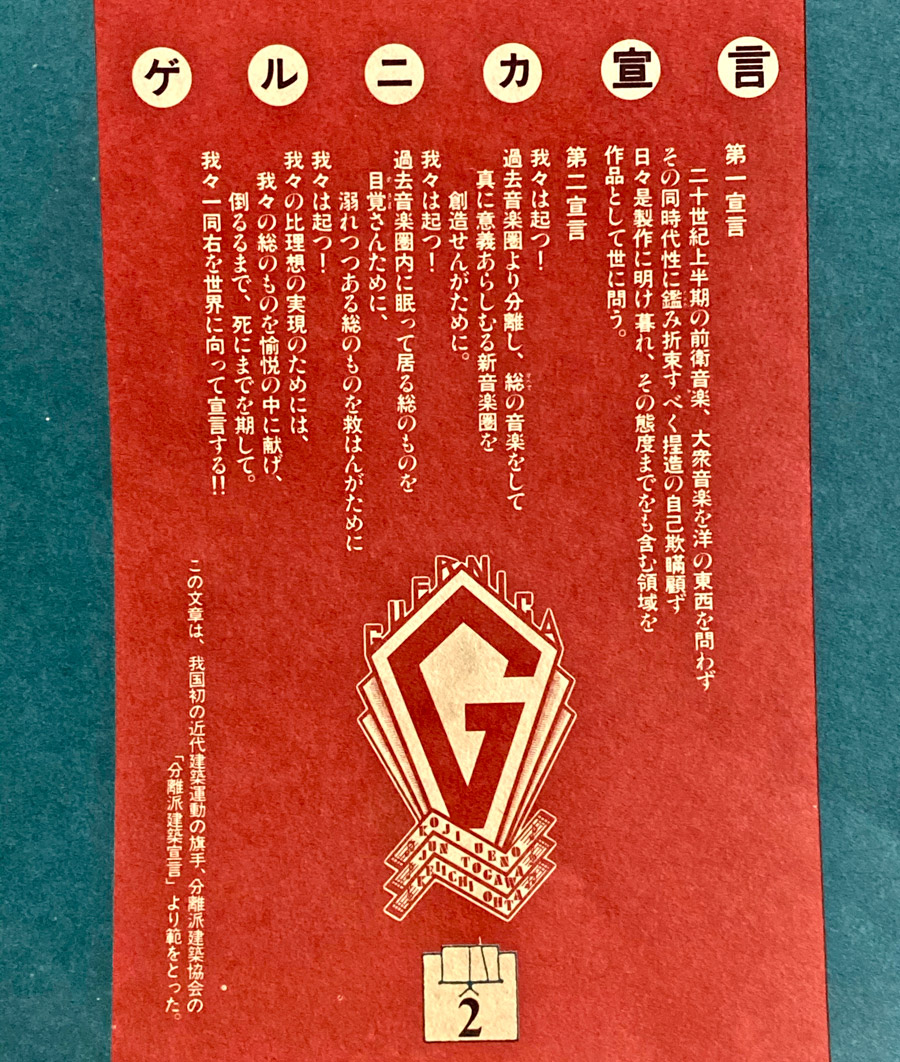 ゲルニカ宣言
第一宣言
二十世紀上半期の前衛音楽、大衆音楽を洋の東西を問わず
その同時代性に鑑み折束すべく捏造の自己欺瞞顧ず
日々是製作に明け暮れ、その態度までをも含む領域を
作品として世に問う。
第二宣言
我々は起つ！
過去音楽圏より分離し、総の音楽をして
真に意義あらしむる新音楽圏を
創造せんがために。
我々は起つ！
過去音楽圏内に眠って居る総のものを
目覚さんために、
溺れつつある総のものを救はんがために
我々は起つ！
我々の比理想の実現のためには、
我々の総のものを愉悦の中に献げ、
倒るるまで、死にまでを期して。
我々一同右を世界に向って宣言する!!
GUERNICA
G
KOJI UENO
JUN TOGAWA
KEIICHI OHTA
この文章は、我国初の近代建築運動の旗手、分離派建築協会の
「分離派建築宣言」より範をとった。
2